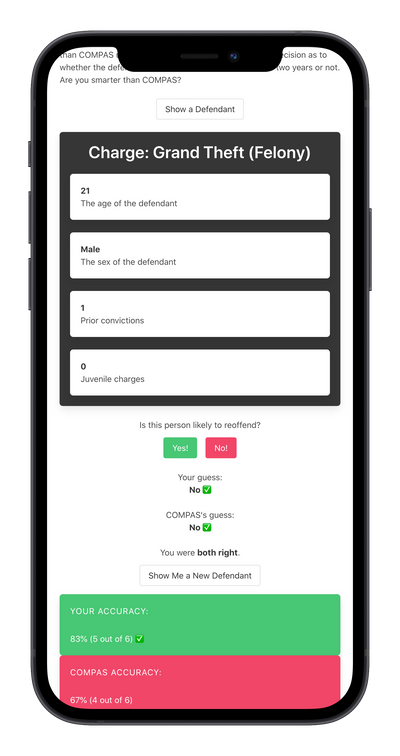 than COMPAS
ecision as to
whether the defe
two years or not.
Are you smarter than COMPAS?
Show a Defendant
Charge: Grand Theft (Felony)
21
The age of the defendant
Male
The sex of the defendant
1
Prior convictions
0
Juvenile charges
Is this person likely to reoffend?
Yes! No!
Your guess:
No ✅
COMPAS's guess:
No ✅
You were both right.
Show Me a New Defendant
YOUR ACCURACY:
83% (5 out of 6) ✅
COMPAS ACCURACY:
67% (4 out of 6)